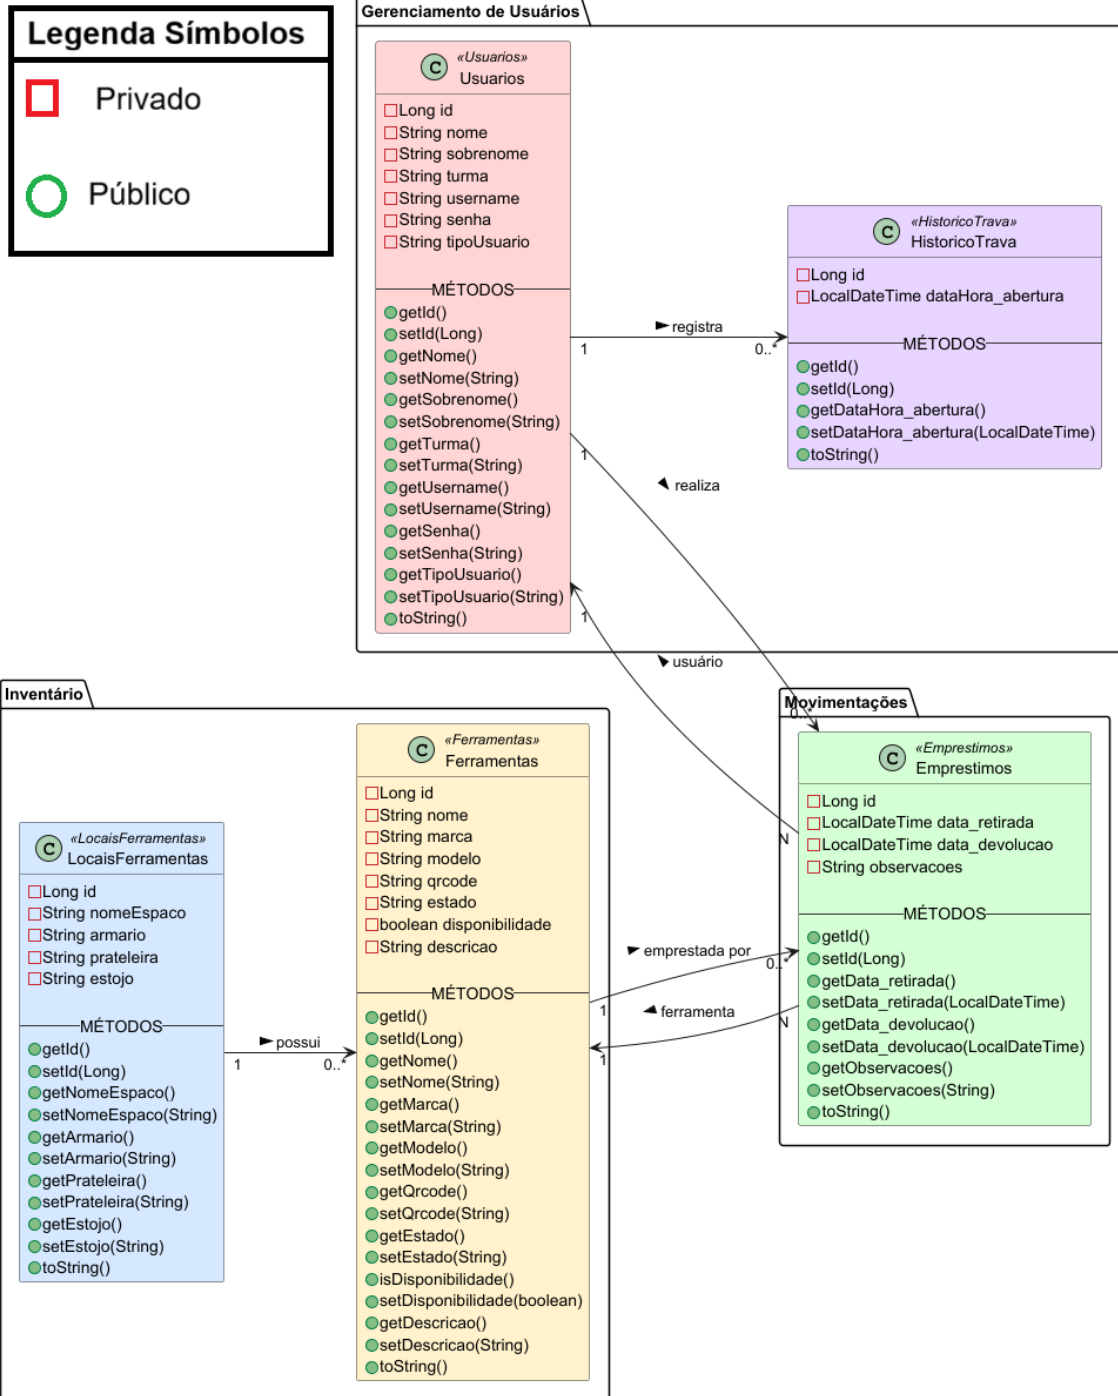 Legenda Símbolos
Privado
Público
Gerenciamento de Usuários
«Usuarios»
C
Usuarios
Long id
String nome
String sobrenome
String turma
String username
String senha
String tipoUsuario
MÉTODOS
getId()
setId(Long)
getNome()
setNome(String)
getSobrenome()
setSobrenome(String)
getTurma()
setTurma(String)
getUsername()
setUsername(String)
getSenha()
setSenha(String)
getTipoUsuario()
setTipoUsuario(String)
toString()
registra
1
0..*
«HistoricoTrava»
C
HistoricoTrava
Long id
LocalDateTime dataHora_abertura
MÉTODOS
getId()
setId(Long)
getDataHora_abertura()
setDataHora_abertura(LocalDateTime)
toString()
1
realiza
0..*
1
usuário
N
Inventário
«LocaisFerramentas»
C
LocaisFerramentas
Long id
String nomeEspaco
String armario
String prateleira
String estojo
MÉTODOS
getId()
setId(Long)
getNomeEspaco()
setNomeEspaco(String)
getArmario()
setArmario(String)
getPrateleira()
setPrateleira(String)
getEstojo()
setEstojo(String)
toString()
possui
1
0..*
«Ferramentas»
C
Ferramentas
Long id
String nome
String marca
String modelo
String qrcode
String estado
boolean disponibilidade
String descricao
MÉTODOS
getId()
setId(Long)
getNome()
setNome(String)
getMarca()
setMarca(String)
getModelo()
setModelo(String)
getQrcode()
setQrcode(String)
getEstado()
setEstado(String)
isDisponibilidade()
setDisponibilidade(boolean)
getDescricao()
setDescricao(String)
toString()
emprestada por
0..*
1
ferramenta
N
1
Movimentações
«Emprestimos»
C
Emprestimos
Long id
LocalDateTime data_retirada
LocalDateTime data_devolucao
String observacoes
MÉTODOS
getId()
setId(Long)
getData_retirada()
setData_retirada(LocalDateTime)
getData_devolucao()
setData_devolucao(LocalDateTime)
getObservacoes()
setObservacoes(String)
toString()